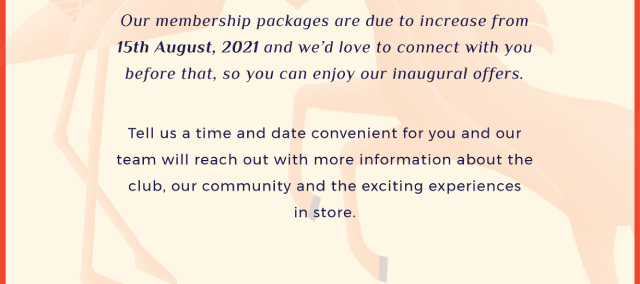 Our membership packages are due to increase from
15th August, 2021 and we’d love to connect with you
before that, so you can enjoy our inaugural offers.
Tell us a time and date convenient for you and our
team will reach out with more information about the
club, our community and the exciting experiences
in store.